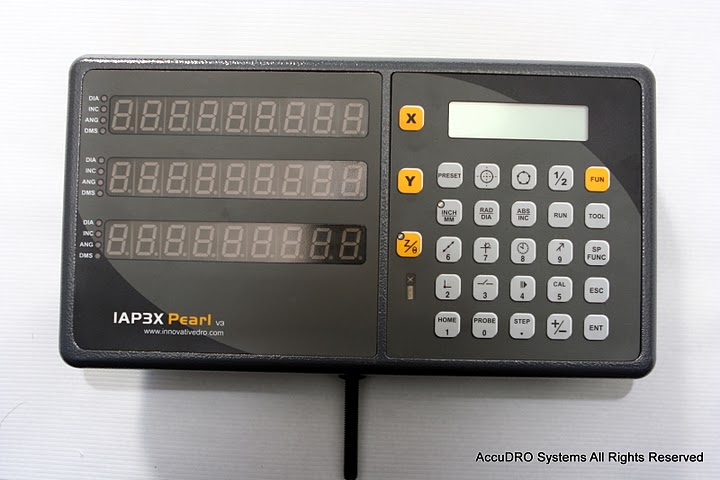 DIA
INC
ANG
DMS
DIA
INC
ANG
DMS
DIA
INC
ANG
DMS
IAP3X Pearl V3
www.innovativedro.com
X
Y
Z/θ
X
PRESET
1/2
FUN
INCH
MM
RAD
DIA
ABS
INC
RUN
TOOL
6
7
8
9
SP
FUNC
2
3
4
CAL
5
ESC
HOME
1
PROBE
0
STEP
•
+/-
ENT
AccuDRO Systems All Rights Reserved